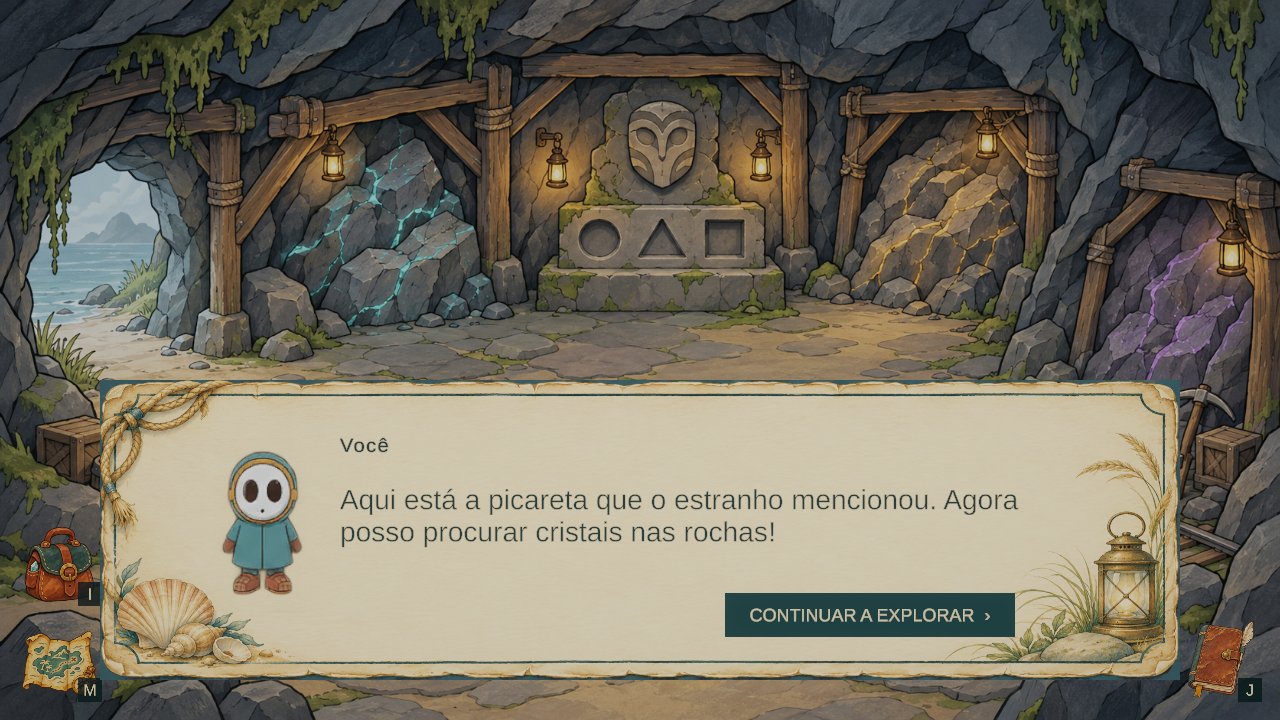 Você
Aqui está a picareta que o estranho mencionou. Agora
posso procurar cristais nas rochas!
CONTINUAR A EXPLORAR ›
I
M
J